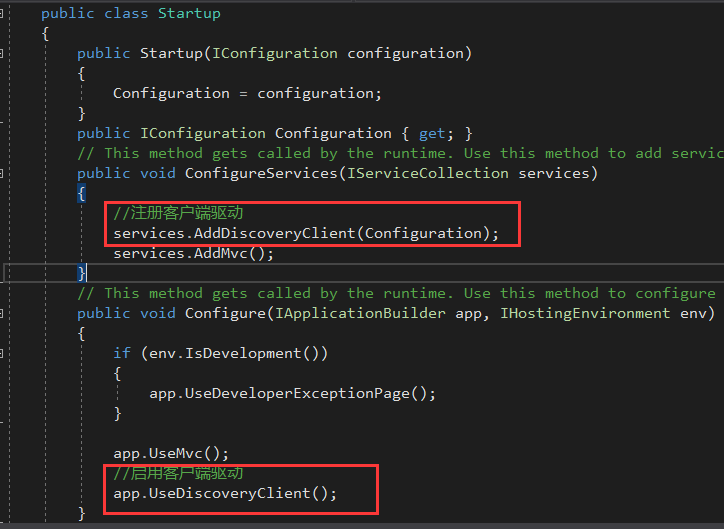 public class Startup
{
public Startup(IConfiguration configuration)
{
Configuration = configuration;
}
public IConfiguration Configuration { get; }
// This method gets called by the runtime. Use this method to add servic
public void ConfigureServices(IServiceCollection services)
{
//注册客户端驱动
services.AddDiscoveryClient(Configuration);
services.AddMvc();
}
// This method gets called by the runtime. Use this method to configure
public void Configure(IApplicationBuilder app, IHostingEnvironment env)
{
if (env.IsDevelopment())
{
app.UseDeveloperExceptionPage();
}
app.UseMvc();
//启用客户端驱动
app.UseDiscoveryClient();
}